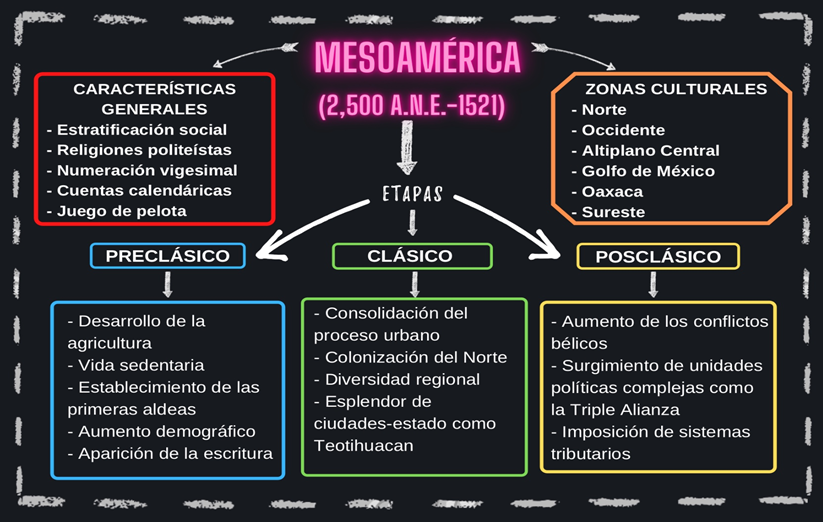 MESOAMÉRICA
(2,500 A.N.E.-1521)
CARACTERÍSTICAS
GENERALES
- Estratificación social
- Religiones politeístas
- Numeración vigesimal
- Cuentas calendáricas
- Juego de pelota
ZONAS CULTURALES
- Norte
- Occidente
- Altiplano Central
- Golfo de México
- Oaxaca
- Sureste
ETAPAS
PRECLÁSICO
- Desarrollo de la
agricultura
- Vida sedentaria
- Establecimiento de las
primeras aldeas
- Aumento demográfico
- Aparición de la escritura
CLÁSICO
- Consolidación del
proceso urbano
- Colonización del Norte
- Diversidad regional
- Esplendor de
ciudades-estado como
Teotihuacan
POSCLÁSICO
- Aumento de los conflictos
bélicos
- Surgimiento de unidades
políticas complejas como
la Triple Alianza
- Imposición de sistemas
tributarios